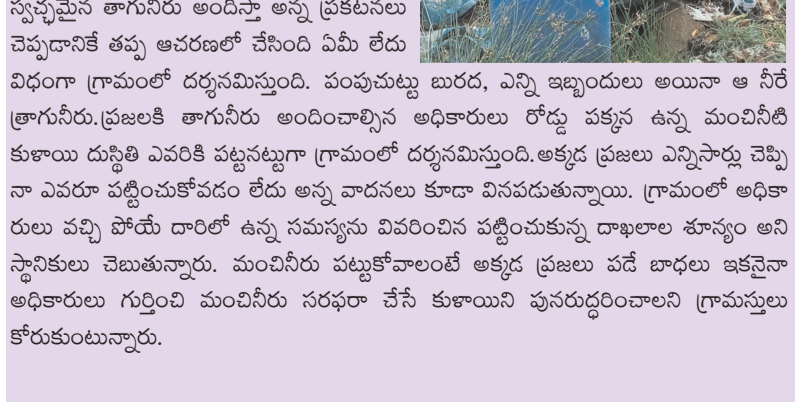 స్వచ్ఛమైన తాగునీరు అందిస్తా అన్న ప్రకటనలు
చెప్పడానికే తప్ప ఆచరణలో చేసింది ఏమీ లేదు
విధంగా గ్రామంలో దర్శనమిస్తుంది. పంపుచుట్టు బురద, ఎన్ని ఇబ్బందులు అయినా ఆ నీరే
త్రాగునీరు.ప్రజలకి తాగునీరు అందించాల్సిన అధికారులు రోడ్డు పక్కన ఉన్న మంచినీటి
కుళాయి దుస్థితి ఎవరికి పట్టనట్టుగా గ్రామంలో దర్శనమిస్తుంది.అక్కడ ప్రజలు ఎన్నిసార్లు చెప్పి
నా ఎవరూ పట్టించుకోవడం లేదు అన్న వాదనలు కూడా వినపడుతున్నాయి. గ్రామంలో అధికా
రులు వచ్చి పోయే దారిలో ఉన్న సమస్యను వివరించిన పట్టించుకున్న దాఖలాల శూన్యం అని
స్థానికులు చెబుతున్నారు. మంచినీరు పట్టుకోవాలంటే అక్కడ ప్రజలు పడే బాధలు ఇకనైనా
అధికారులు గుర్తించి మంచినీరు సరఫరా చేసే కుళాయిని పునరుద్ధరించాలని గ్రామస్తులు
కోరుకుంటున్నారు.